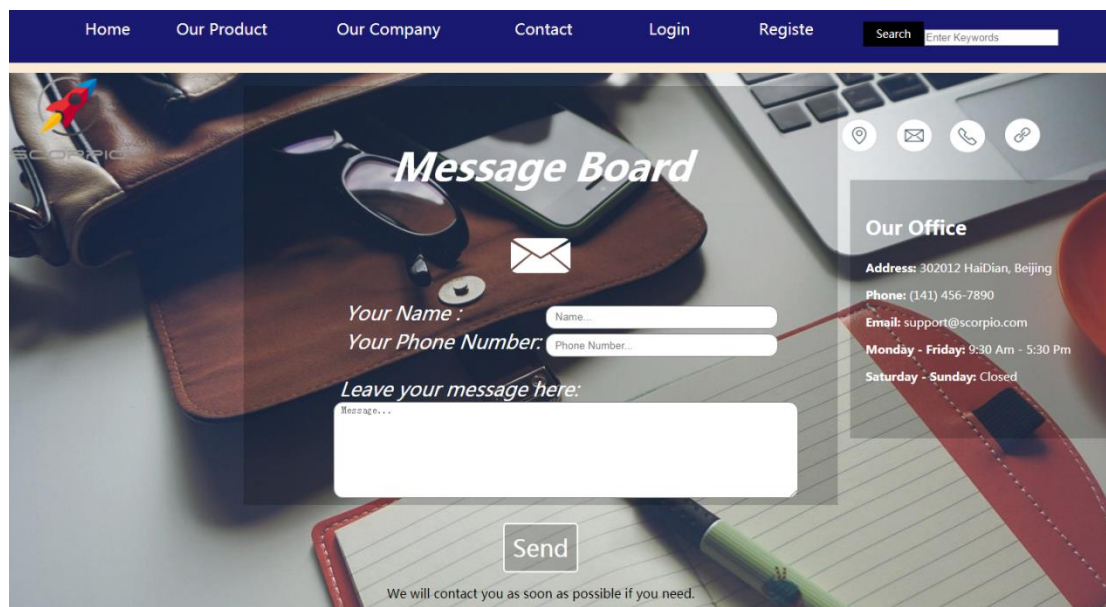 Home Our Product Our Company Contact Login Registe Search Enter Keywords
SCORPIO
Message Board
Your Name : Name...
Your Phone Number: Phone Number...
Leave your message here:
Message...
Send
We will contact you as soon as possible if you need.
Our Office
Address: 302012 HaiDian, Beijing
Phone: (141) 456-7890
Email: support@scorpio.com
Monday - Friday: 9:30 Am - 5:30 Pm
Saturday - Sunday: Closed